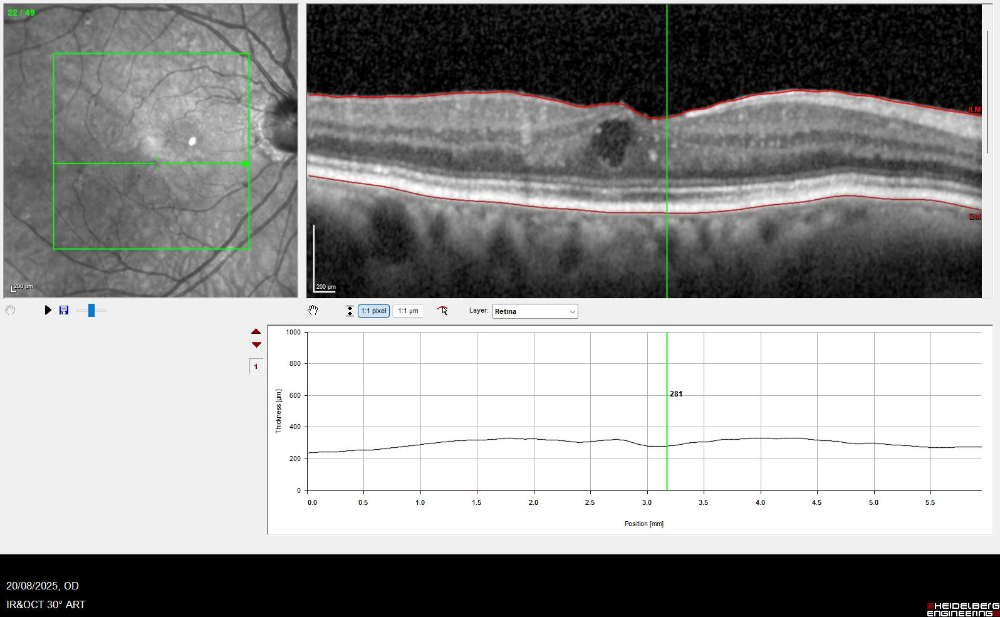 22 / 49
200 µm
ILM
BM
200 µm
1:1 pixel
1:1 µm
Layer:
Retina
1
Thickness [µm]
1000
800
600
400
200
0
281
0.0
0.5
1.0
1.5
2.0
2.5
3.0
3.5
4.0
4.5
5.0
5.5
Position [mm]
20/08/2025, OD
IR&OCT 30° ART
HEIDELBERG
ENGINEERING